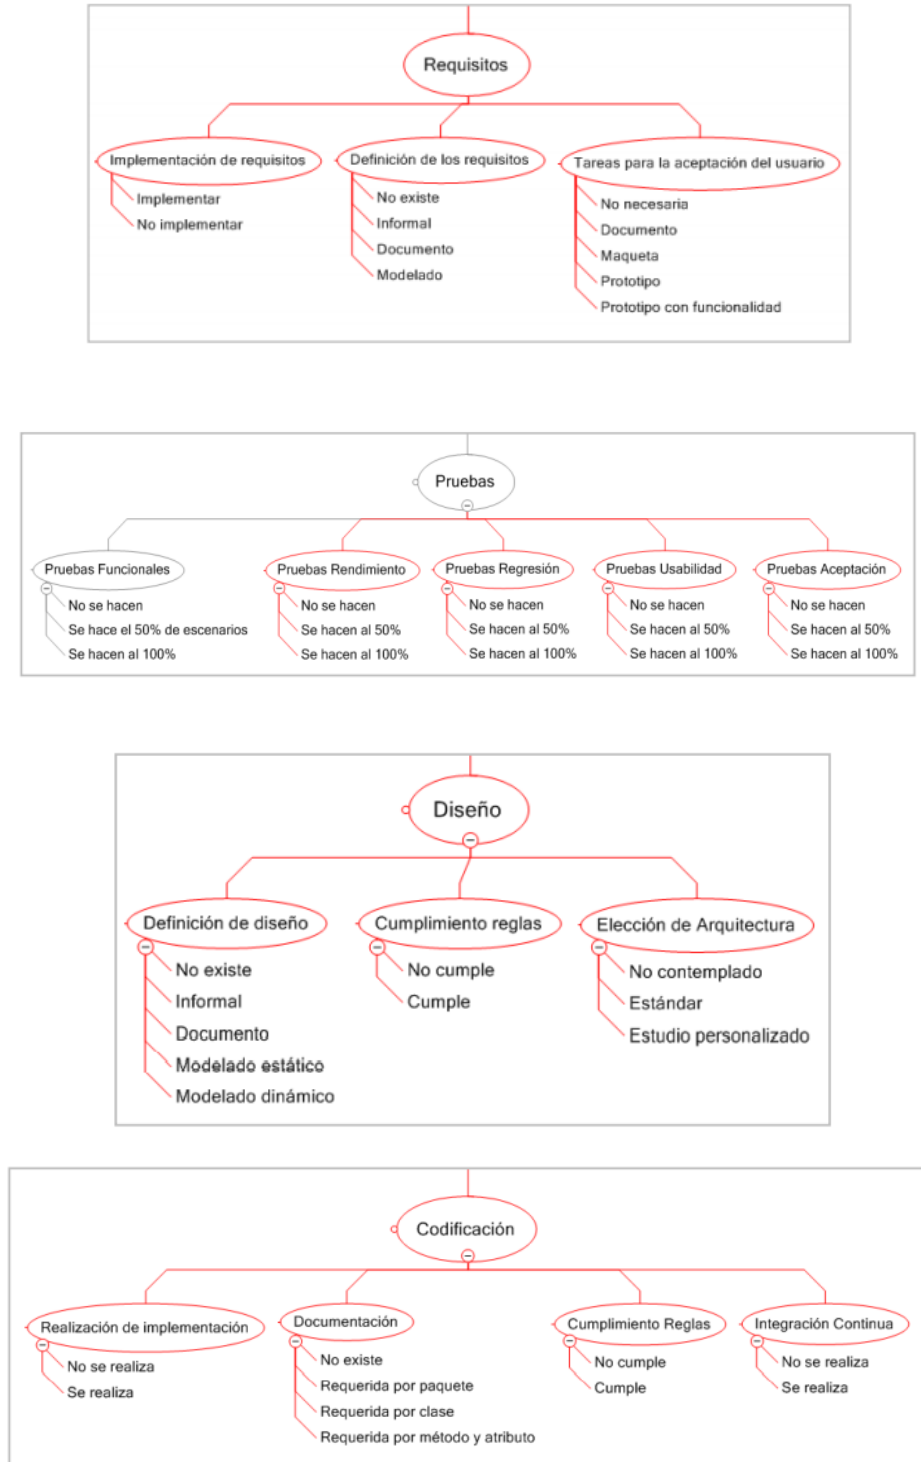 Requisitos
Implementación de requisitos
Implementar
No implementar
Definición de los requisitos
No existe
Informal
Documento
Modelado
Tareas para la aceptación del usuario
No necesaria
Documento
Maqueta
Prototipo
Prototipo con funcionalidad
Pruebas
Pruebas Funcionales
No se hacen
Se hace el 50% de escenarios
Se hacen al 100%
Pruebas Rendimiento
No se hacen
Se hacen al 50%
Se hacen al 100%
Pruebas Regresión
No se hacen
Se hacen al 50%
Se hacen al 100%
Pruebas Usabilidad
No se hacen
Se hacen al 50%
Se hacen al 100%
Pruebas Aceptación
No se hacen
Se hacen al 50%
Se hacen al 100%
Diseño
Definición de diseño
No existe
Informal
Documento
Modelado estático
Modelado dinámico
Cumplimiento reglas
No cumple
Cumple
Elección de Arquitectura
No contemplado
Estándar
Estudio personalizado
Codificación
Realización de implementación
No se realiza
Se realiza
Documentación
No existe
Requerida por paquete
Requerida por clase
Requerida por método y atributo
Cumplimiento Reglas
No cumple
Cumple
Integración Continua
No se realiza
Se realiza